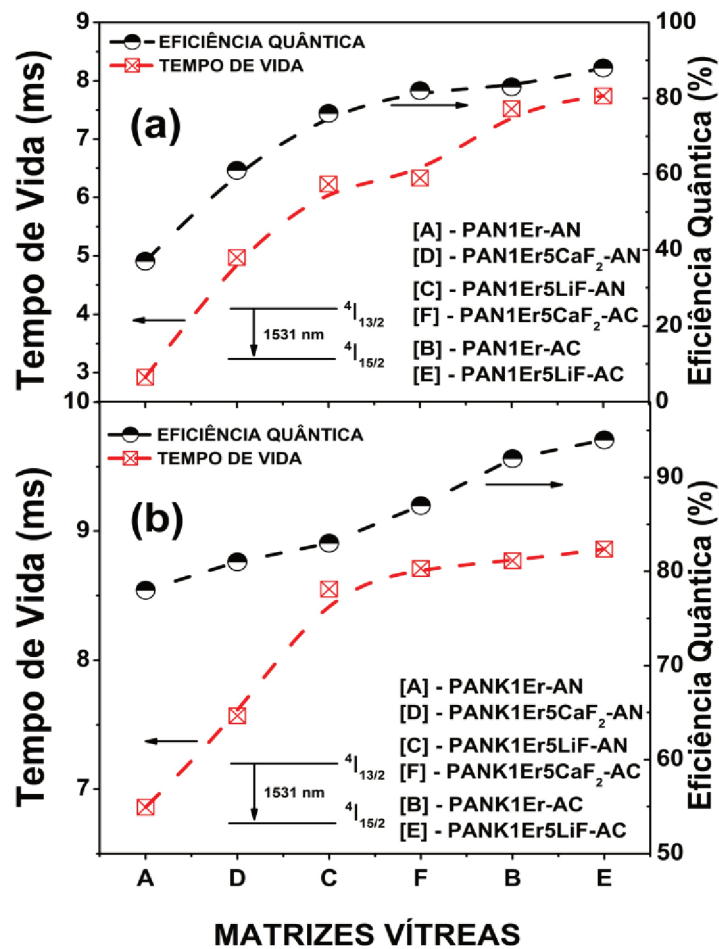 9
8
7
6
5
4
3
Tempo de Vida (ms)
100
80
60
40
20
0
Eficiência Quântica (%)
EFICIÊNCIA QUÂNTICA
TEMPO DE VIDA
(a)
[A] - PAN1Er-AN
[D] - PAN1Er5CaF₂-AN
[C] - PAN1Er5LiF-AN
[F] - PAN1Er5CaF₂-AC
[B] - PAN1Er-AC
[E] - PAN1Er5LiF-AC
⁴I₁₃/₂
1531 nm
⁴I₁₅/₂
10
9
8
7
Tempo de Vida (ms)
90
80
70
60
50
Eficiência Quântica (%)
EFICIÊNCIA QUÂNTICA
TEMPO DE VIDA
(b)
[A] - PANK1Er-AN
[D] - PANK1Er5CaF₂-AN
[C] - PANK1Er5LiF-AN
[F] - PANK1Er5CaF₂-AC
[B] - PANK1Er-AC
[E] - PANK1Er5LiF-AC
⁴I₁₃/₂
1531 nm
⁴I₁₅/₂
A D C F B E
MATRIZES VÍTREAS